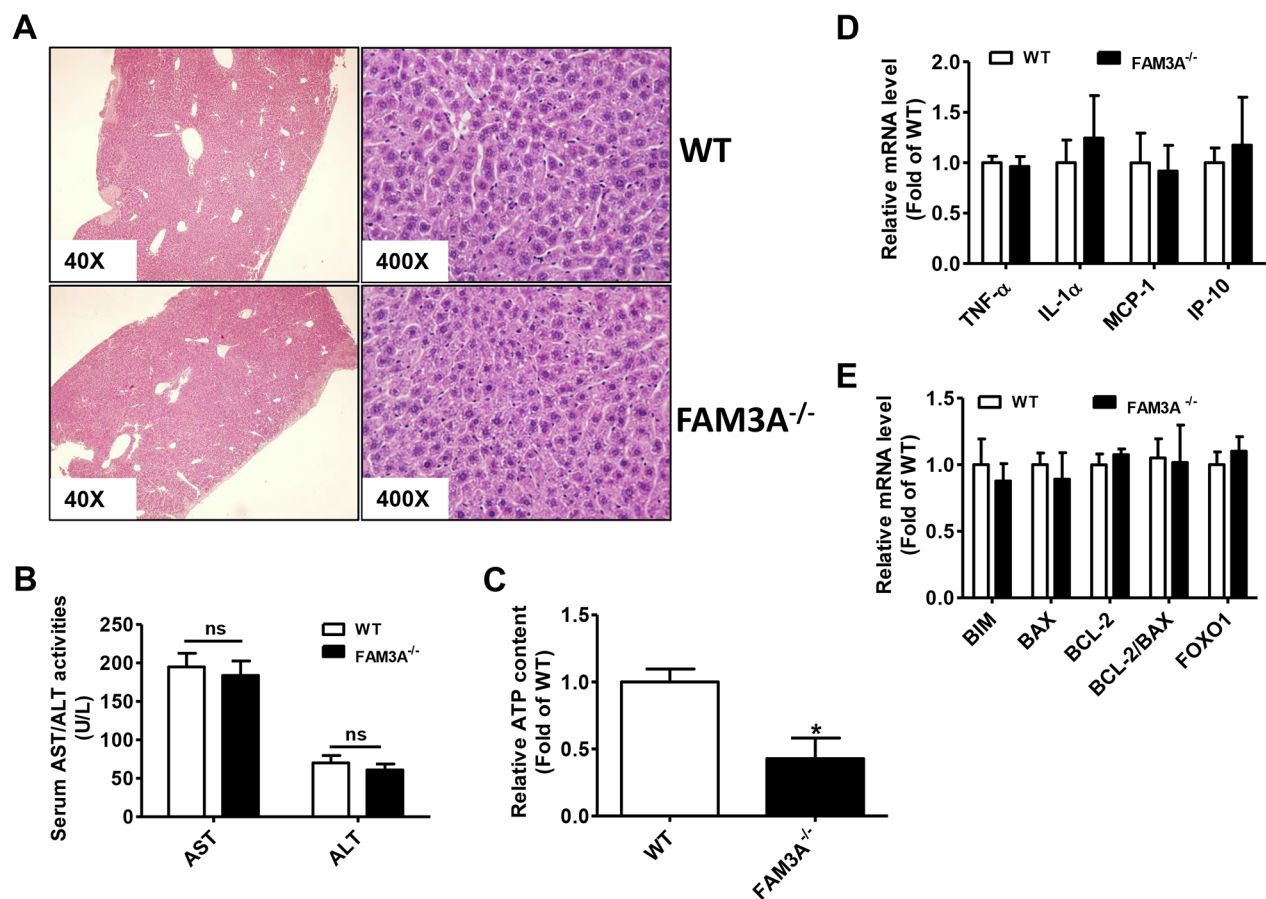 A
WT
40X
400X
FAM3A-/-
40X
400X
B
Serum AST/ALT activities
(U/L)
250
200
150
100
50
0
ns
ns
WT
FAM3A-/-
AST
ALT
C
Relative ATP content
(Fold of WT)
1.5
1.0
0.5
0.0
*
WT
FAM3A-/-
D
Relative mRNA level
(Fold of WT)
WT
FAM3A-/-
2.0
1.5
1.0
0.5
0.0
TNF-α
IL-1α
MCP-1
IP-10
E
Relative mRNA level
(Fold of WT)
WT
FAM3A -/-
1.5
1.0
0.5
0.0
BIM
BAX
BCL-2
BCL-2/BAX
FOXO1